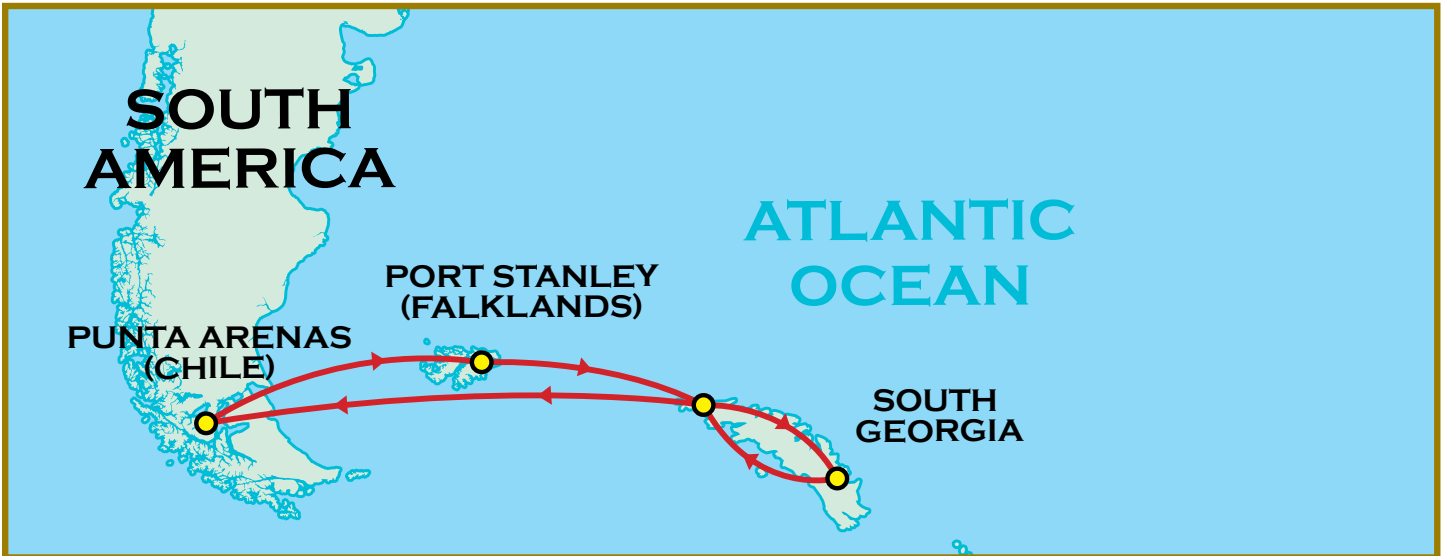 SOUTH
AMERICA
ATLANTIC
OCEAN
PORT STANLEY
(FALKLANDS)
PUNTA ARENAS
(CHILE)
SOUTH
GEORGIA